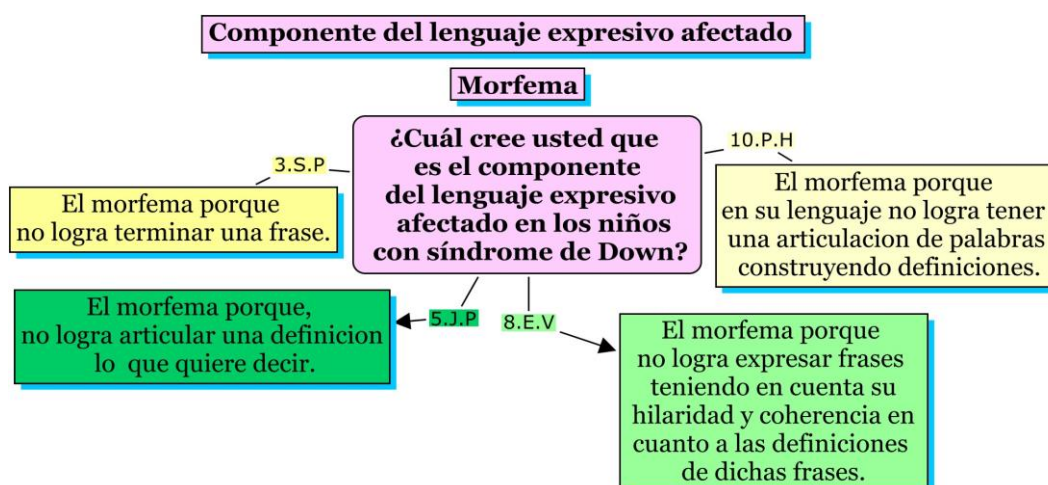 Componente del lenguaje expresivo afectado
Morfema
¿Cuál cree usted que
es el componente
del lenguaje expresivo
afectado en los niños
con síndrome de Down?
3.S.P
El morfema porque
no logra terminar una frase.
10.P.H
El morfema porque
en su lenguaje no logra tener
una articulacion de palabras
construyendo definiciones.
5.J.P
El morfema porque,
no logra articular una definicion
lo que quiere decir.
8.E.V
El morfema porque
no logra expresar frases
teniendo en cuenta su
hilaridad y coherencia en
cuanto a las definiciones
de dichas frases.